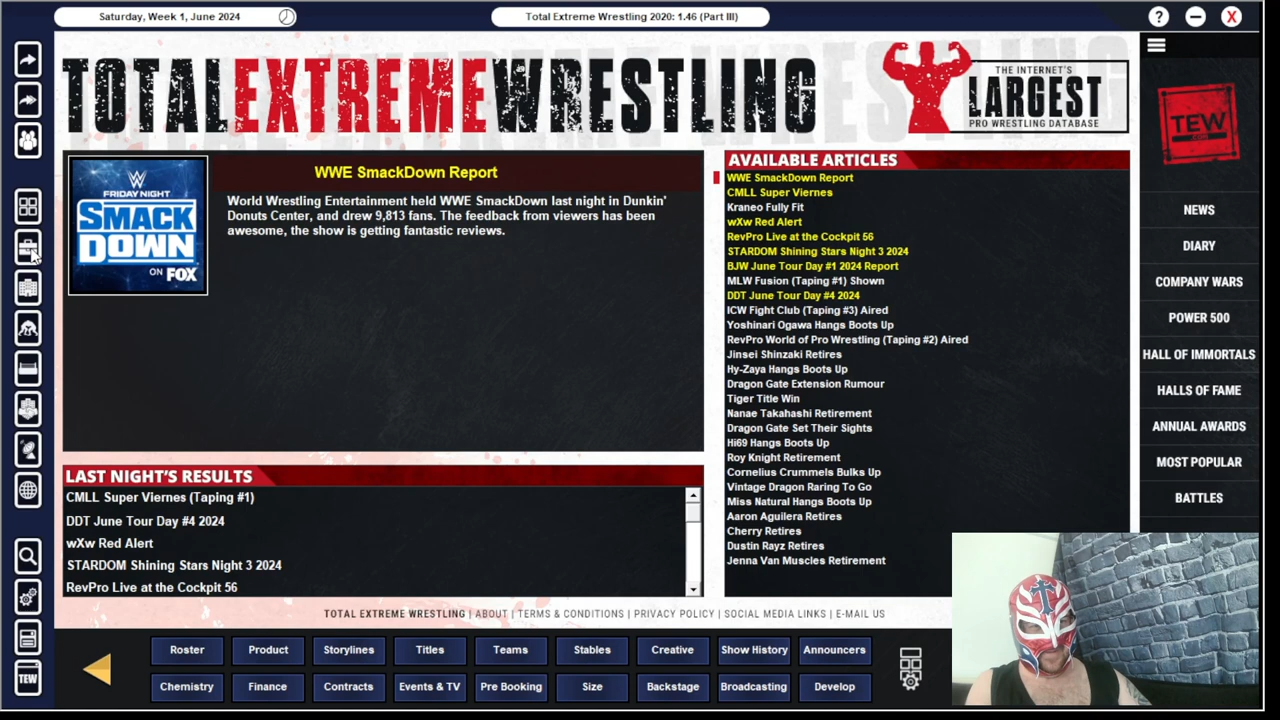 Saturday, Week 1, June 2024
Total Extreme Wrestling 2020: 1.46 (Part III)
?
X
TOTALEXTREMEWRESTLING
THE INTERNET'S
LARGEST
PRO WRESTLING DATABASE
TEW
.COM
W
FRIDAY NIGHT
SMACK
DOWN
ON FOX
WWE SmackDown Report
World Wrestling Entertainment held WWE SmackDown last night in Dunkin'
Donuts Center, and drew 9,813 fans. The feedback from viewers has been
awesome, the show is getting fantastic reviews.
LAST NIGHT'S RESULTS
CMLL Super Viernes (Taping #1)
DDT June Tour Day #4 2024
wXw Red Alert
STARDOM Shining Stars Night 3 2024
RevPro Live at the Cockpit 56
AVAILABLE ARTICLES
WWE SmackDown Report
CMLL Super Viernes
Kraneo Fully Fit
wXw Red Alert
RevPro Live at the Cockpit 56
STARDOM Shining Stars Night 3 2024
BJW June Tour Day #1 2024 Report
MLW Fusion (Taping #1) Shown
DDT June Tour Day #4 2024
ICW Fight Club (Taping #3) Aired
Yoshinari Ogawa Hangs Boots Up
RevPro World of Pro Wrestling (Taping #2) Aired
Jinsei Shinzaki Retires
Hy-Zaya Hangs Boots Up
Dragon Gate Extension Rumour
Tiger Title Win
Nanae Takahashi Retirement
Dragon Gate Set Their Sights
Hi69 Hangs Boots Up
Roy Knight Retirement
Cornelius Crummels Bulks Up
Vintage Dragon Raring To Go
Miss Natural Hangs Boots Up
Aaron Aguilera Retires
Cherry Retires
Dustin Rayz Retires
Jenna Van Muscles Retirement
NEWS
DIARY
COMPANY WARS
POWER 500
HALL OF IMMORTALS
HALLS OF FAME
ANNUAL AWARDS
MOST POPULAR
BATTLES
TOTAL EXTREME WRESTLING | ABOUT | TERMS & CONDITIONS | PRIVACY POLICY | SOCIAL MEDIA LINKS | E-MAIL US
Roster
Product
Storylines
Titles
Teams
Stables
Creative
Show History
Announcers
Chemistry
Finance
Contracts
Events & TV
Pre Booking
Size
Backstage
Broadcasting
Develop
TEW